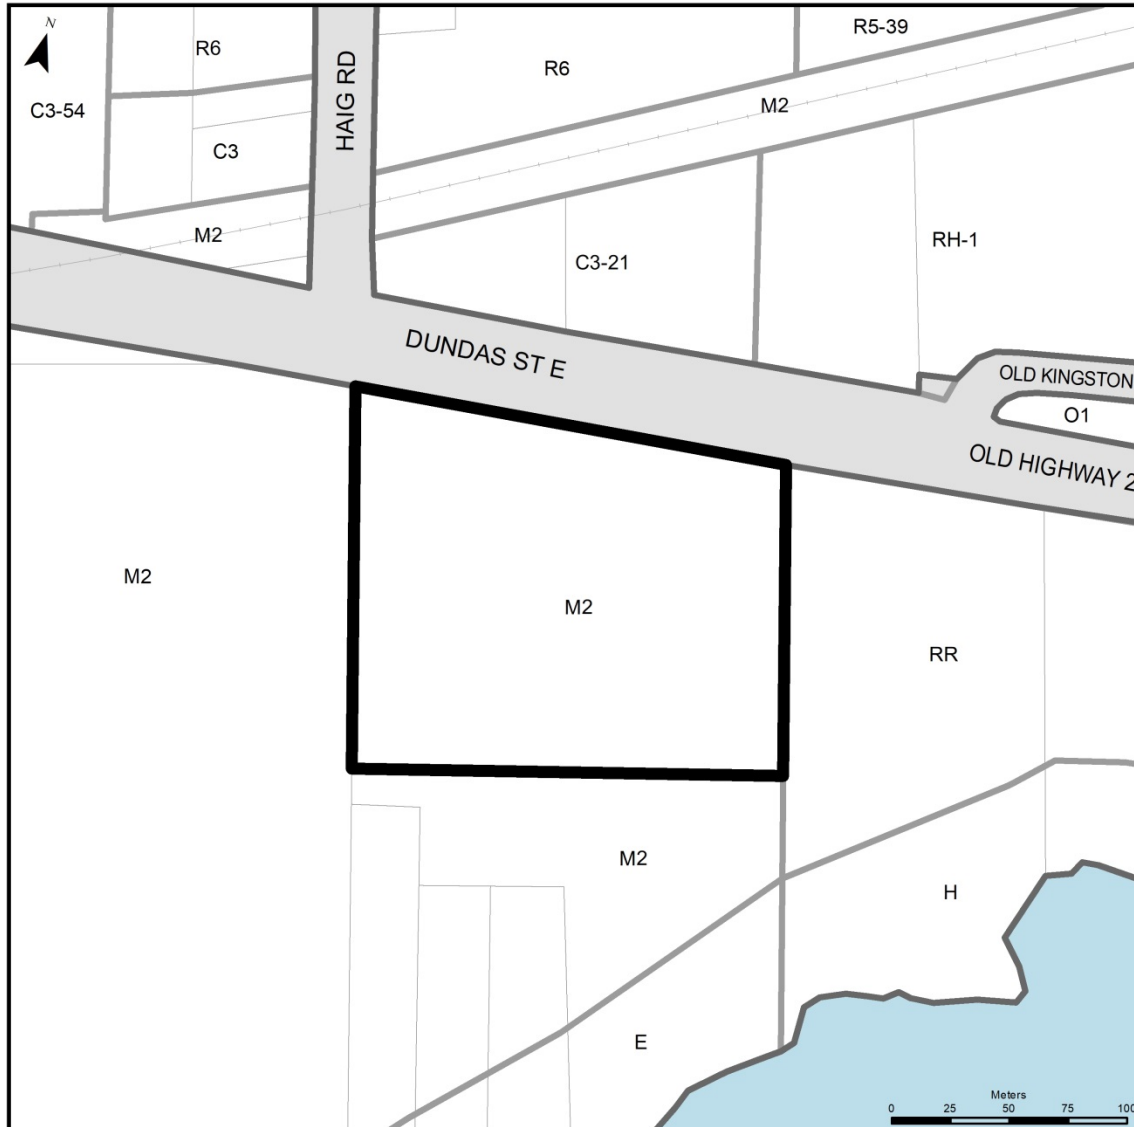 N
R5-39
R6
R6
HAIG RD
C3-54
M2
C3
M2
RH-1
C3-21
DUNDAS ST E
OLD KINGSTON
O1
OLD HIGHWAY 2
M2
M2
RR
M2
H
E
Meters
0 25 50 75 100